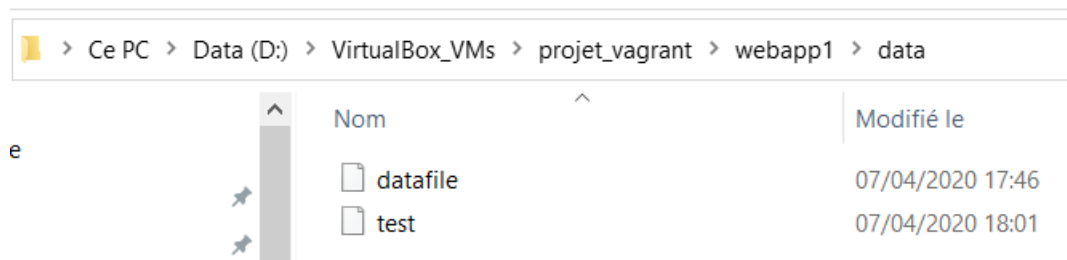 Ce PC > Data (D:) > VirtualBox_VMs > projet_vagrant > webapp1 > data
Nom Modifié le
e
datafile 07/04/2020 17:46
test 07/04/2020 18:01